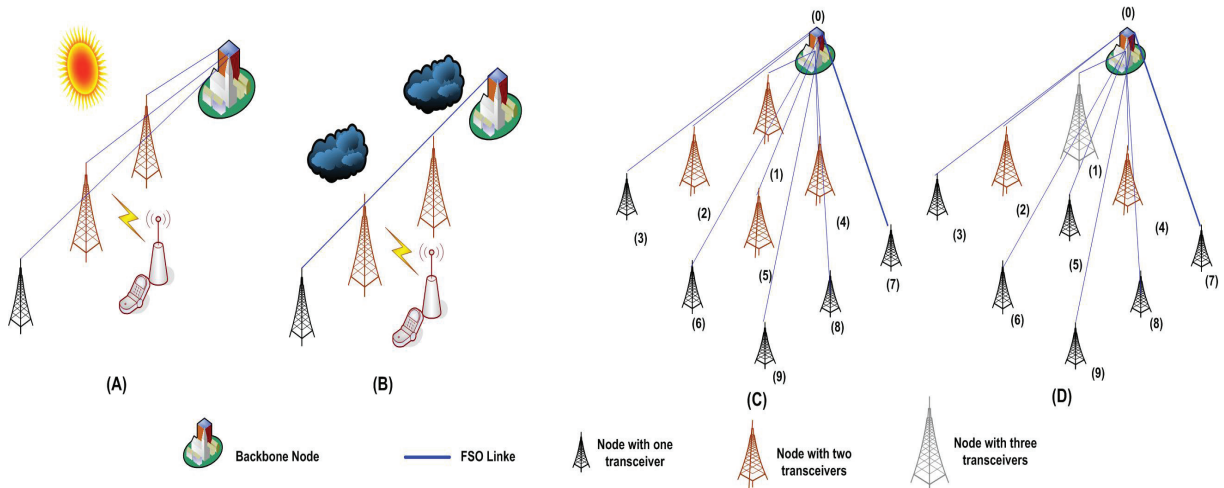 (0)
(0)
(1)
(1)
(2)
(2)
(4)
(4)
(3)
(3)
(5)
(5)
(7)
(7)
(6)
(6)
(8)
(8)
(9)
(9)
(A)
(B)
(C)
(D)
Backbone Node
FSO Linke
Node with one
transceiver
Node with two
transceivers
Node with three
transceivers